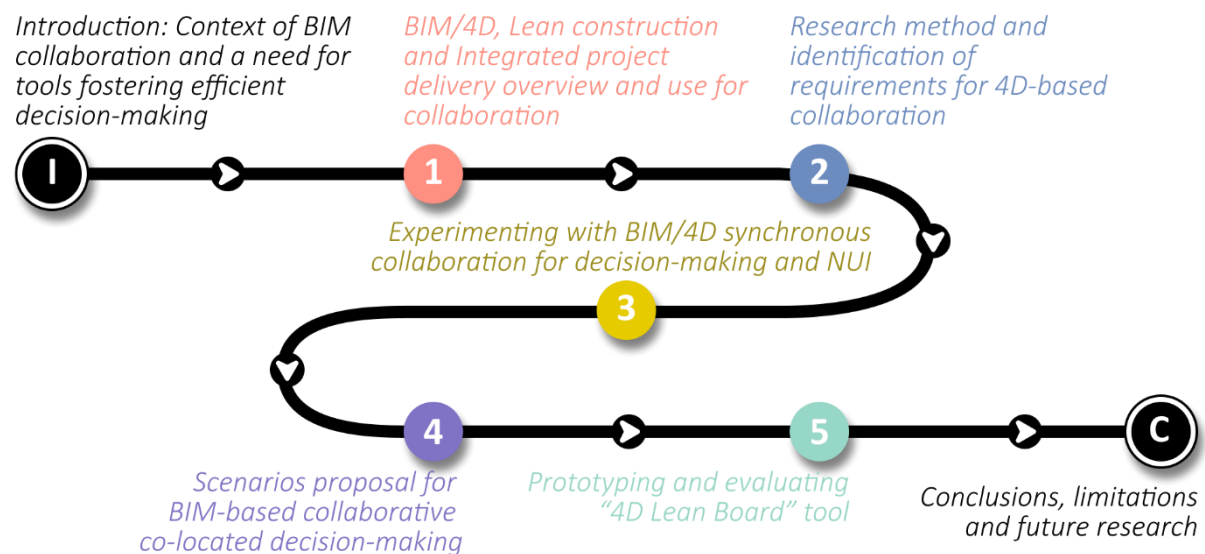 Introduction: Context of BIM
collaboration and a need for
tools fostering efficient
decision-making
BIM/4D, Lean construction
and Integrated project
delivery overview and use for
collaboration
Research method and
identification of
requirements for 4D-based
collaboration
I
1
2
Experimenting with BIM/4D synchronous
collaboration for decision-making and NUI
3
4
5
C
Scenarios proposal for
BIM-based collaborative
co-located decision-making
Prototyping and evaluating
“4D Lean Board” tool
Conclusions, limitations
and future research